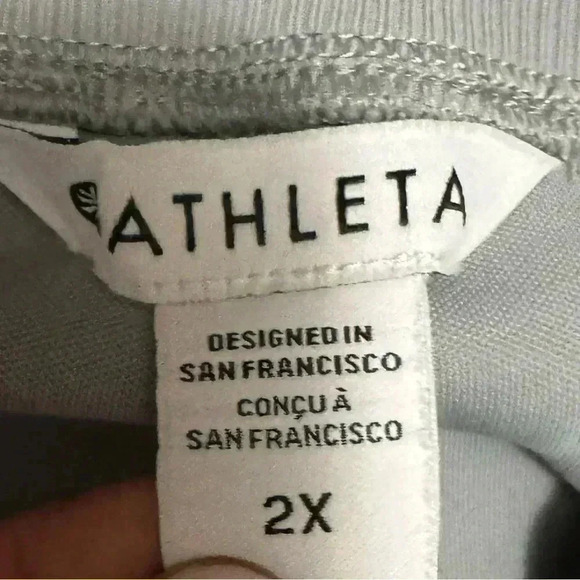 ATHLETA
DESIGNED IN
SAN FRANCISCO
CONÇU À
SAN FRANCISCO
2X